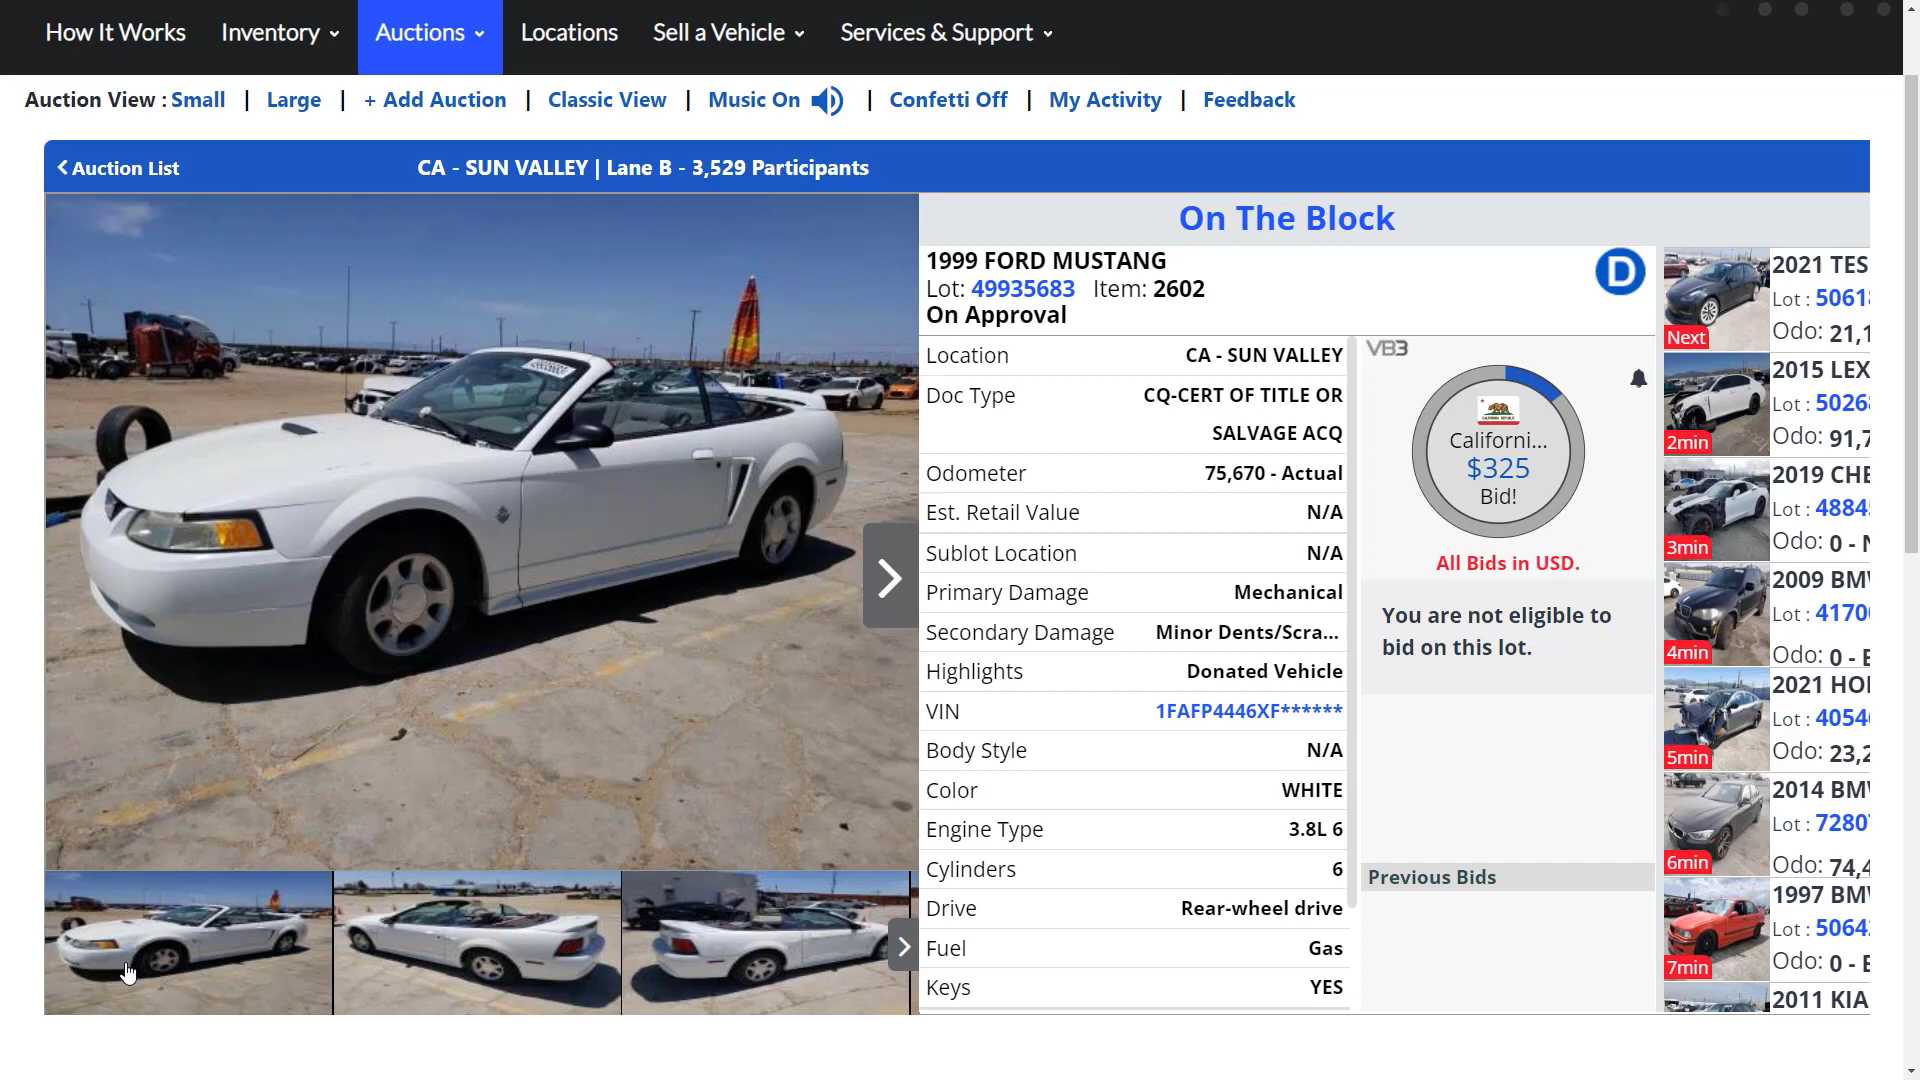 How It Works Inventory Auctions Locations Sell a Vehicle Services & Support
Auction View : Small | Large | + Add Auction | Classic View | Music On | Confetti Off | My Activity | Feedback
Auction List
CA - SUN VALLEY | Lane B - 3,529 Participants
On The Block
1999 FORD MUSTANG
Lot: 49935683 Item: 2602
On Approval
D
Location CA - SUN VALLEY
Doc Type CQ-CERT OF TITLE OR
SALVAGE ACQ
Odometer 75,670 - Actual
Est. Retail Value N/A
Sublot Location N/A
Primary Damage Mechanical
Secondary Damage Minor Dents/Scra...
Highlights Donated Vehicle
VIN 1FAFP4446XF******
Body Style N/A
Color WHITE
Engine Type 3.8L 6
Cylinders 6
Drive Rear-wheel drive
Fuel Gas
Keys YES
VB3
Californi...
$325
Bid!
All Bids in USD.
You are not eligible to
bid on this lot.
Previous Bids
2021 TES
Lot : 5061
Odo: 21,1
Next
2015 LEX
Lot : 5026
Odo: 91,7
2min
2019 CHE
Lot : 4884
Odo: 0 - N
3min
2009 BM
Lot : 4170
Odo: 0 - E
4min
2021 HO
Lot : 4054
Odo: 23,2
5min
2014 BM
Lot : 7280
Odo: 74,4
6min
1997 BM
Lot : 5064
Odo: 0 - E
7min
2011 KIA